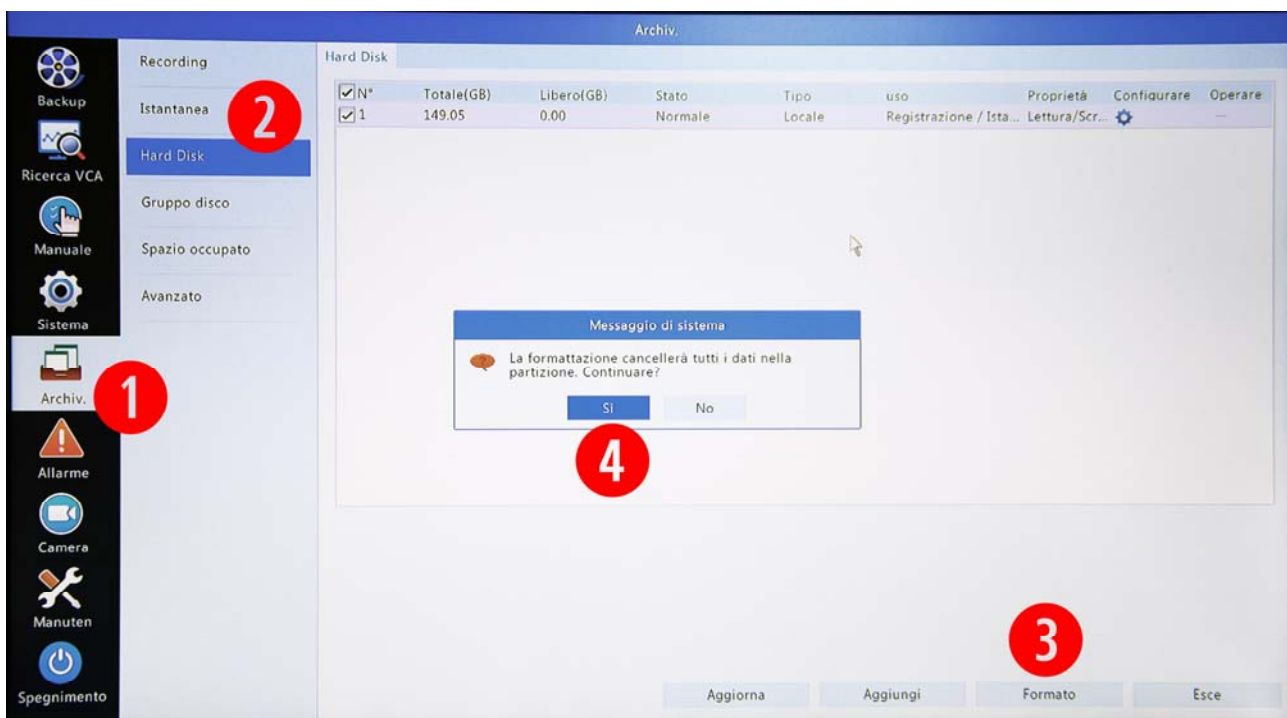 Archiv.
Backup
Ricerca VCA
Manuale
Sistema
Archiv.
Allarme
Camera
Manuten
Spegnimento
1
Recording
Istantanea
2
Hard Disk
Gruppo disco
Spazio occupato
Avanzato
Hard Disk
N° Totale(GB) Libero(GB) Stato Tipo uso Proprietà Configurare Operare
1 149.05 0.00 Normale Locale Registrazione / Ista... Lettura/Scr... —
Messaggio di sistema
La formattazione cancellerà tutti i dati nella
partizione. Continuare?
Sì No
4
3
Aggiorna Aggiungi Formato Esce